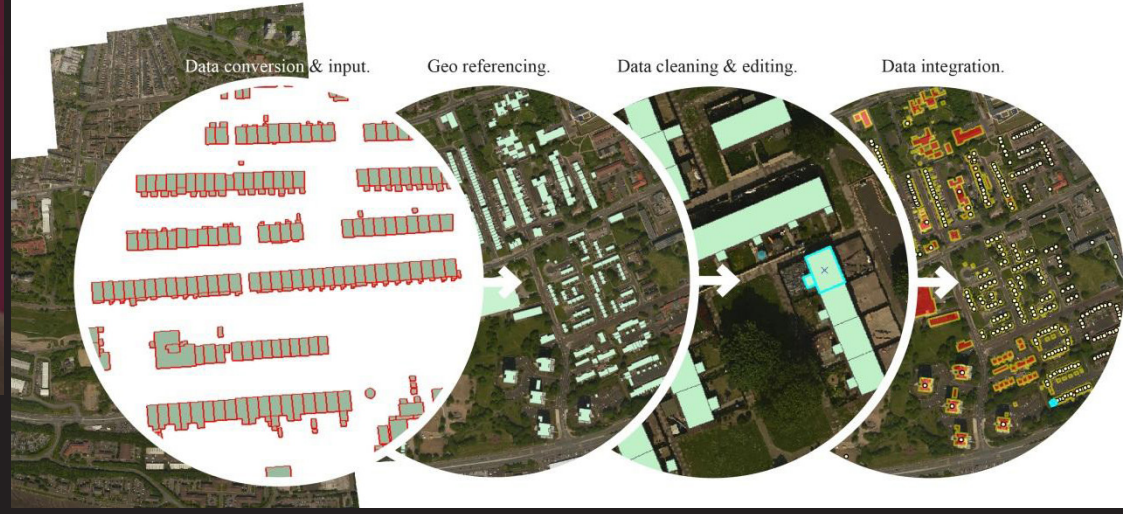 Data conversion & input.
Geo referencing.
Data cleaning & editing.
Data integration.